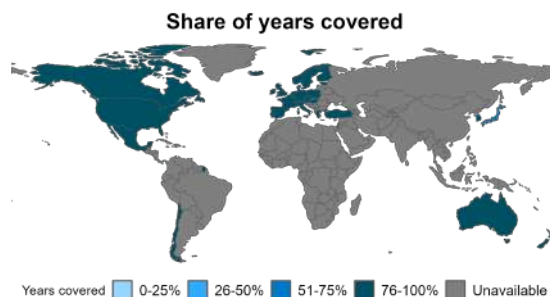 Share of years covered
Years covered 0-25% 26-50% 51-75% 76-100% Unavailable